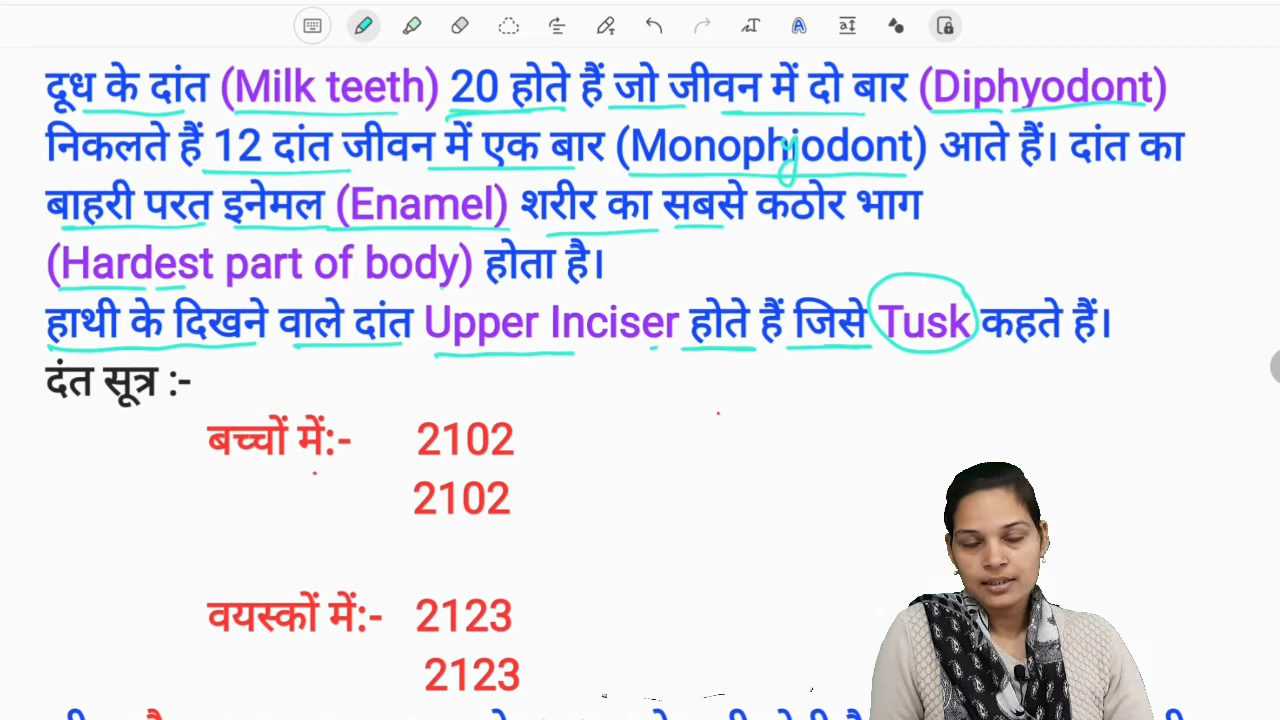 दूध के दांत (Milk teeth) 20 होते हैं जो जीवन में दो बार (Diphyodont)
निकलते हैं 12 दांत जीवन में एक बार (Monophyodont) आते हैं। दांत का
बाहरी परत इनेमल (Enamel) शरीर का सबसे कठोर भाग
(Hardest part of body) होता है।
हाथी के दिखने वाले दांत Upper Inciser होते हैं जिसे Tusk कहते हैं।
दंत सूत्र :-
बच्चों में:- 2102
2102
वयस्कों में:- 2123
2123